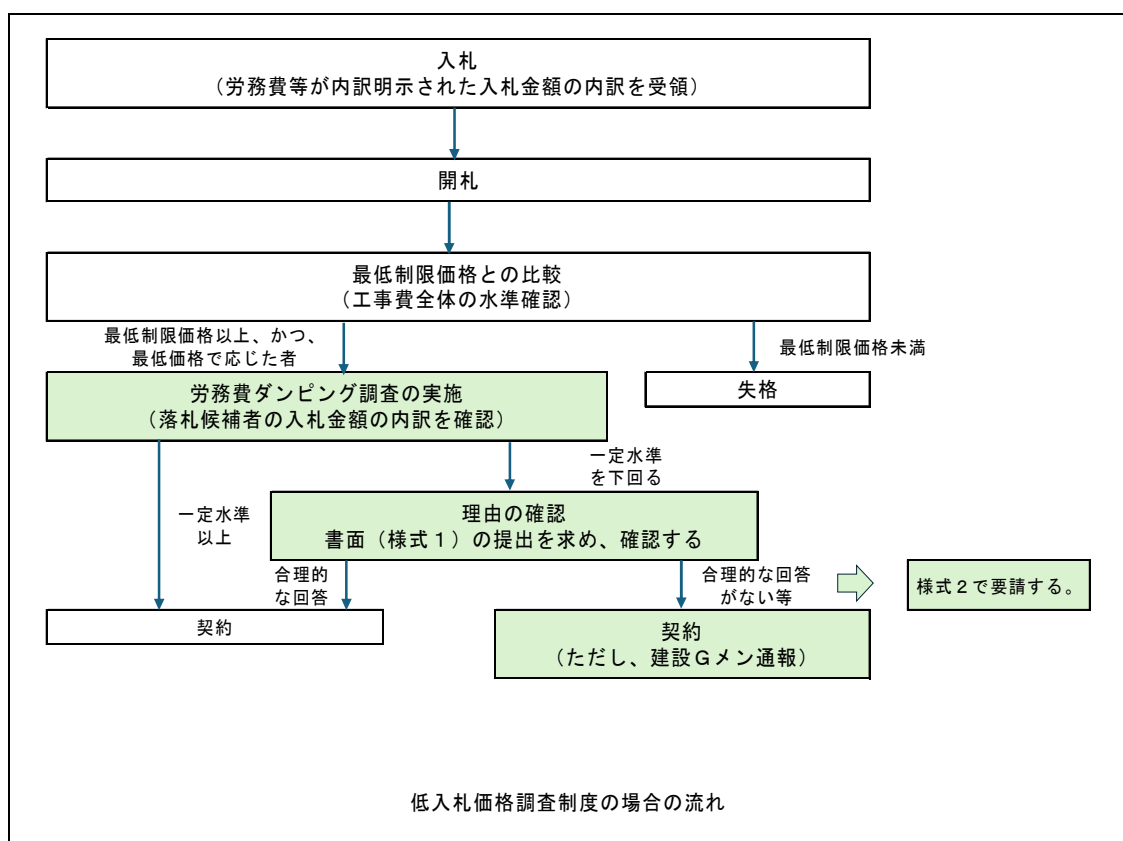 入札
（労務費等が内訳明示された入札金額の内訳を受領）
開札
最低制限価格との比較
（工事費全体の水準確認）
最低制限価格以上、かつ、
最低価格で応じた者
最低制限価格未満
労務費ダンピング調査の実施
（落札候補者の入札金額の内訳を確認）
失格
一定水準
を下回る
一定水準
以上
理由の確認
書面（様式１）の提出を求め、確認する
合理的
な回答
合理的な回答
がない等
様式２で要請する。
契約
契約
（ただし、建設Ｇメン通報）
低入札価格調査制度の場合の流れ